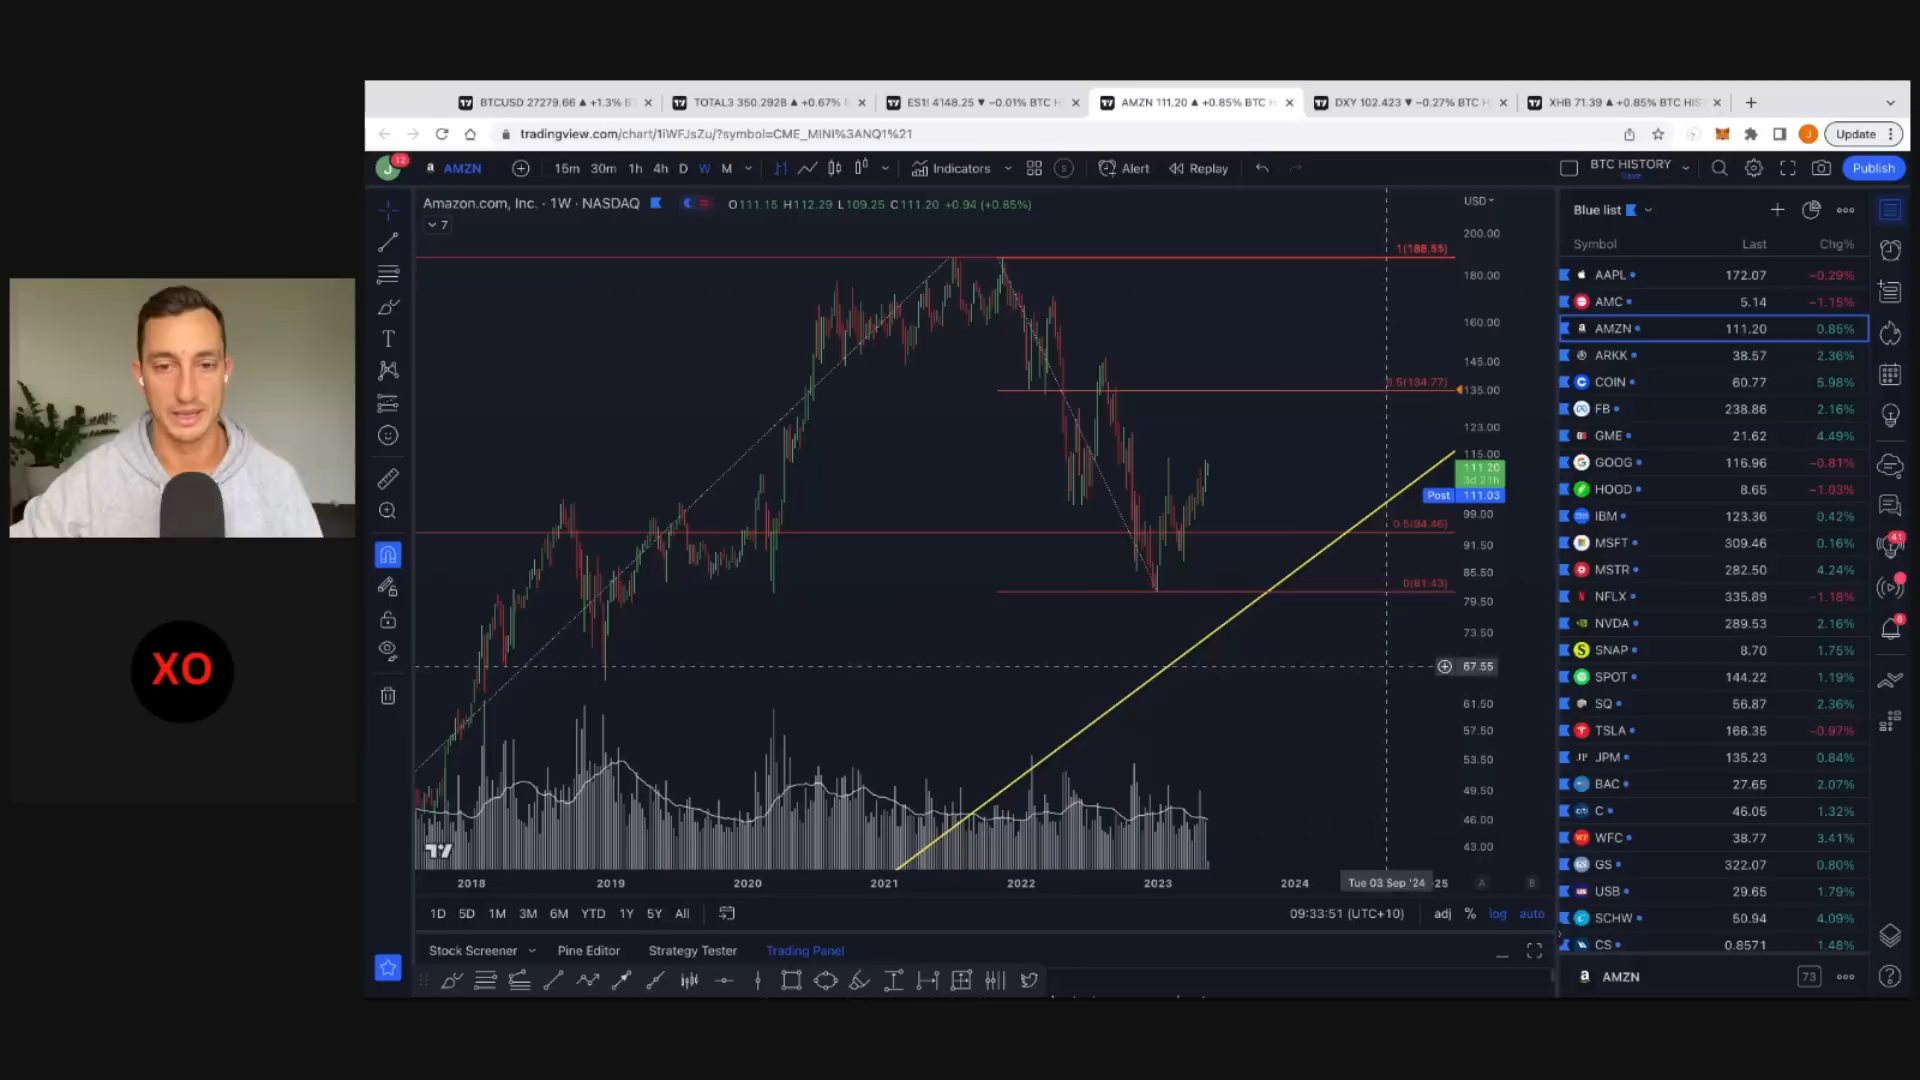 BTCUSD 27279.66 ▲ +1.3%
TOTAL3 350.292B ▲ +0.67%
ES1! 4148.25 ▼ −0.01% BTC H
AMZN 111.20 ▲ +0.85% BTC H
DXY 102.423 ▼ −0.27% BTC H
XHB 71.39 ▲ +0.85% BTC HIS
tradingview.com/chart/1iWFJsZu/?symbol=CME_MINI%3ANQ1%21
Update
J
12
AMZN
15m 30m 1h 4h D W M
Indicators
Alert
Replay
BTC HISTORY
Save
Publish
Amazon.com, Inc. · 1W · NASDAQ
O111.15 H112.29 L109.25 C111.20 +0.94 (+0.85%)
7
USD
Blue list
Symbol Last Chg%
AAPL 172.07 −0.29%
AMC 5.14 −1.15%
AMZN 111.20 0.85%
ARKK 38.57 2.36%
COIN 60.77 5.98%
FB 238.86 2.16%
GME 21.62 4.49%
GOOG 116.96 −0.81%
HOOD 8.65 −1.03%
IBM 123.36 0.42%
MSFT 309.46 0.16%
MSTR 282.50 4.24%
NFLX 335.89 −1.18%
NVDA 289.53 2.16%
SNAP 8.70 1.75%
SPOT 144.22 1.19%
SQ 56.87 2.36%
TSLA 166.35 −0.97%
JPM 135.23 0.84%
BAC 27.65 2.07%
C 46.05 1.32%
WFC 38.77 3.41%
GS 322.07 0.80%
USB 29.65 1.79%
SCHW 50.94 4.09%
CS 0.8571 1.48%
AMZN
73
41
6
200.00
1(188.55)
180.00
160.00
145.00
0.5(134.77)
135.00
123.00
115.00
111.20
3d 21h
Post 111.03
99.00
0.5(94.46)
91.50
85.50
0(81.43)
79.50
73.50
67.55
61.50
57.50
53.50
49.50
46.00
43.00
2018 2019 2020 2021 2022 2023 2024 Tue 03 Sep '24 25
A B
1D 5D 1M 3M 6M YTD 1Y 5Y All
09:33:51 (UTC+10) adj % log auto
Stock Screener Pine Editor Strategy Tester Trading Panel
XO